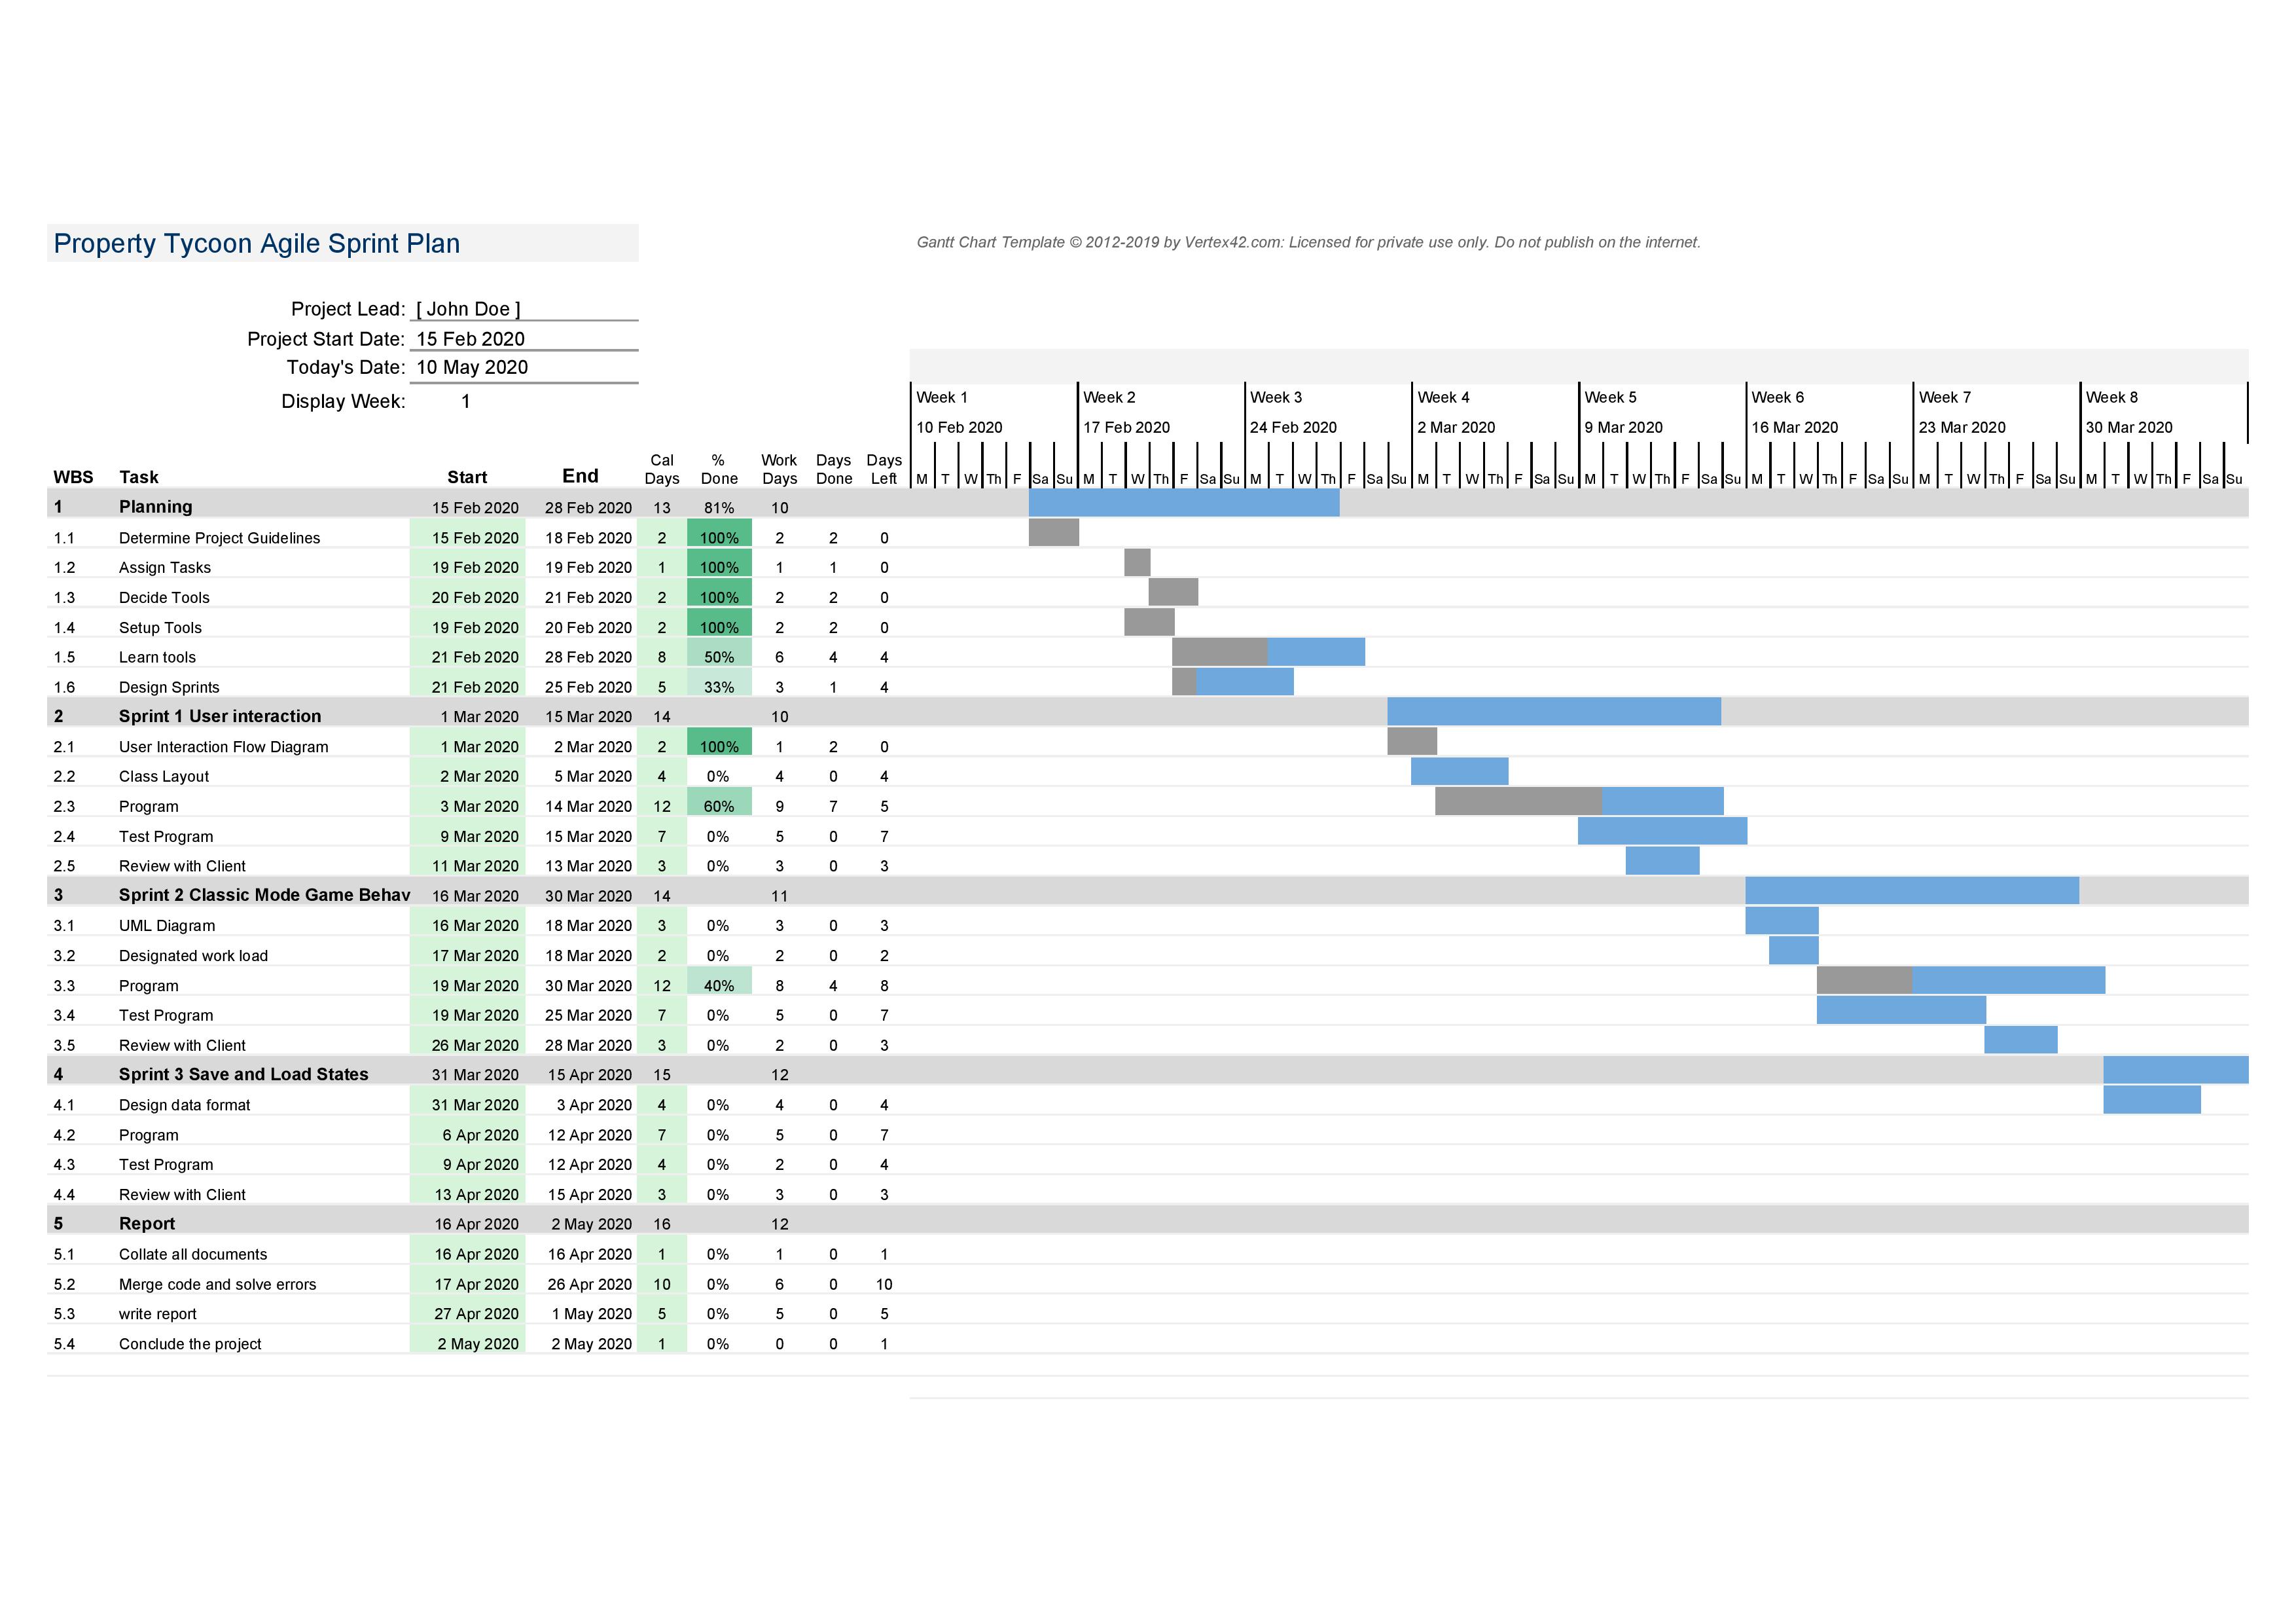 Property Tycoon Agile Sprint Plan
Gantt Chart Template © 2012-2019 by Vertex42.com: Licensed for private use only. Do not publish on the internet.
Project Lead: [ John Doe ]
Project Start Date: 15 Feb 2020
Today's Date: 10 May 2020
Display Week: 1
Week 1 Week 2 Week 3 Week 4 Week 5 Week 6 Week 7 Week 8
10 Feb 2020 17 Feb 2020 24 Feb 2020 2 Mar 2020 9 Mar 2020 16 Mar 2020 23 Mar 2020 30 Mar 2020
WBS Task Start End Cal Days % Done Work Days Days Done Days Left M T W Th F Sa Su M T W Th F Sa Su M T W Th F Sa Su M T W Th F Sa Su M T W Th F Sa Su M T W Th F Sa Su M T W Th F Sa Su M T W Th F Sa Su
1 Planning 15 Feb 2020 28 Feb 2020 13 81% 10
1.1 Determine Project Guidelines 15 Feb 2020 18 Feb 2020 2 100% 2 2 0
1.2 Assign Tasks 19 Feb 2020 19 Feb 2020 1 100% 1 1 0
1.3 Decide Tools 20 Feb 2020 21 Feb 2020 2 100% 2 2 0
1.4 Setup Tools 19 Feb 2020 20 Feb 2020 2 100% 2 2 0
1.5 Learn tools 21 Feb 2020 28 Feb 2020 8 50% 6 4 4
1.6 Design Sprints 21 Feb 2020 25 Feb 2020 5 33% 3 1 4
2 Sprint 1 User interaction 1 Mar 2020 15 Mar 2020 14 10
2.1 User Interaction Flow Diagram 1 Mar 2020 2 Mar 2020 2 100% 1 2 0
2.2 Class Layout 2 Mar 2020 5 Mar 2020 4 0% 4 0 4
2.3 Program 3 Mar 2020 14 Mar 2020 12 60% 9 7 5
2.4 Test Program 9 Mar 2020 15 Mar 2020 7 0% 5 0 7
2.5 Review with Client 11 Mar 2020 13 Mar 2020 3 0% 3 0 3
3 Sprint 2 Classic Mode Game Behav 16 Mar 2020 30 Mar 2020 14 11
3.1 UML Diagram 16 Mar 2020 18 Mar 2020 3 0% 3 0 3
3.2 Designated work load 17 Mar 2020 18 Mar 2020 2 0% 2 0 2
3.3 Program 19 Mar 2020 30 Mar 2020 12 40% 8 4 8
3.4 Test Program 19 Mar 2020 25 Mar 2020 7 0% 5 0 7
3.5 Review with Client 26 Mar 2020 28 Mar 2020 3 0% 2 0 3
4 Sprint 3 Save and Load States 31 Mar 2020 15 Apr 2020 15 12
4.1 Design data format 31 Mar 2020 3 Apr 2020 4 0% 4 0 4
4.2 Program 6 Apr 2020 12 Apr 2020 7 0% 5 0 7
4.3 Test Program 9 Apr 2020 12 Apr 2020 4 0% 2 0 4
4.4 Review with Client 13 Apr 2020 15 Apr 2020 3 0% 3 0 3
5 Report 16 Apr 2020 2 May 2020 16 12
5.1 Collate all documents 16 Apr 2020 16 Apr 2020 1 0% 1 0 1
5.2 Merge code and solve errors 17 Apr 2020 26 Apr 2020 10 0% 6 0 10
5.3 write report 27 Apr 2020 1 May 2020 5 0% 5 0 5
5.4 Conclude the project 2 May 2020 2 May 2020 1 0% 0 0 1